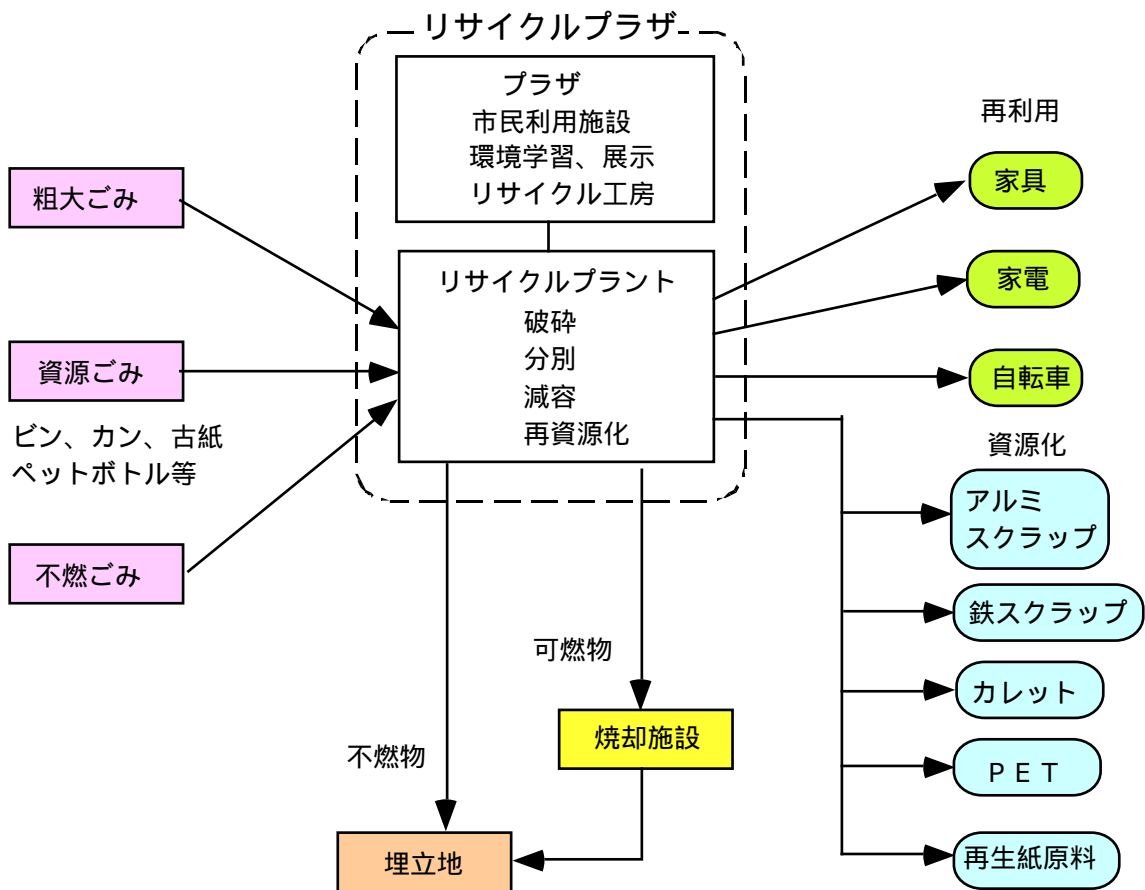 リサイクルプラザ
プラザ
市民利用施設
環境学習、展示
リサイクル工房
粗大ごみ
資源ごみ
ビン、カン、古紙
ペットボトル等
不燃ごみ
リサイクルプラント
破砕
分別
減容
再資源化
再利用
家具
家電
自転車
資源化
アルミ
スクラップ
鉄スクラップ
カレット
ＰＥＴ
再生紙原料
可燃物
焼却施設
不燃物
埋立地